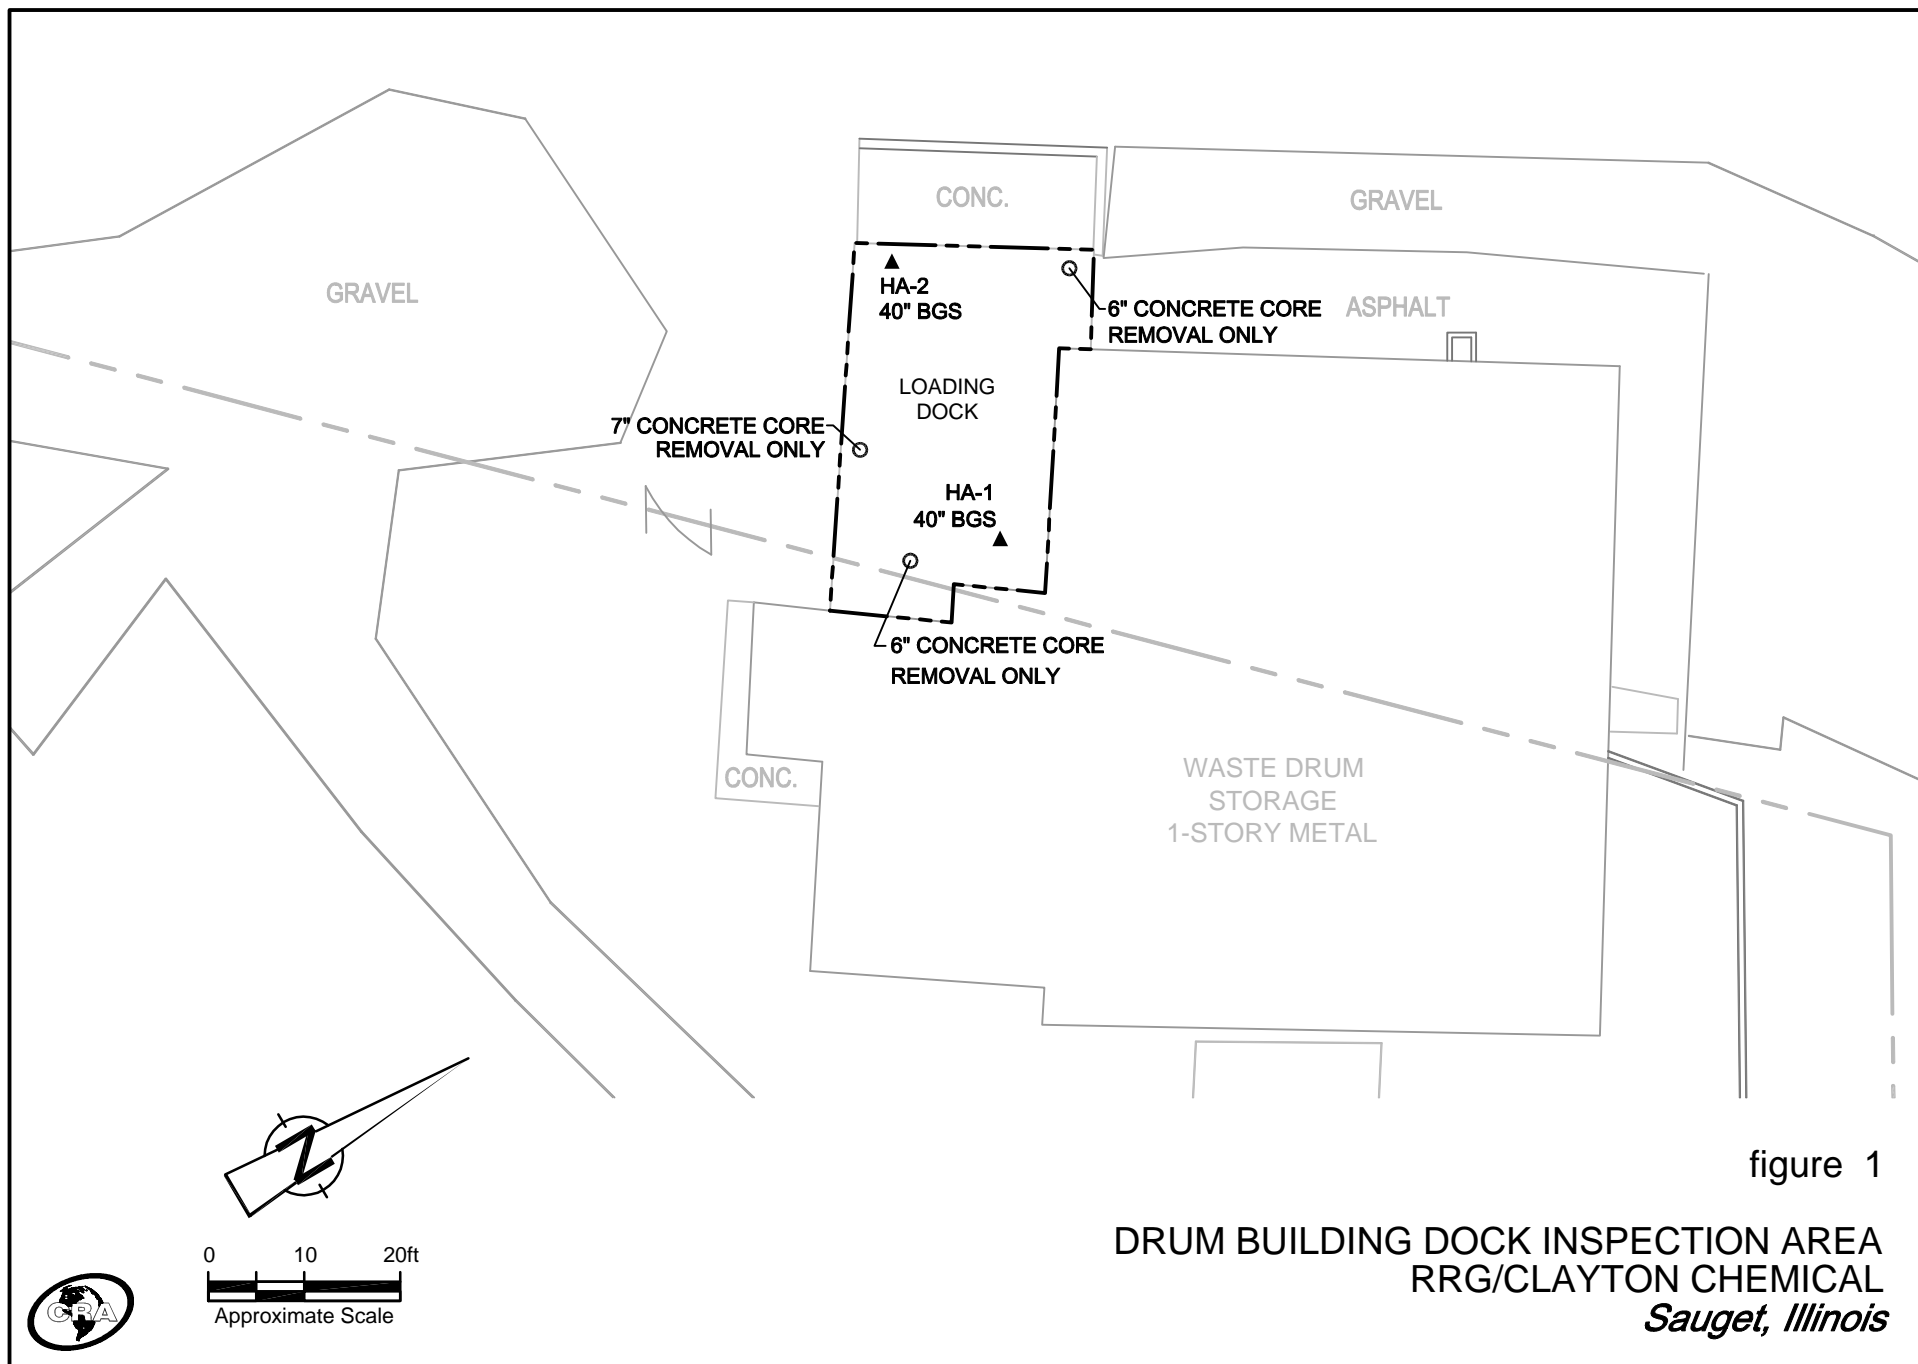 CONC.
GRAVEL
GRAVEL
HA-2
40" BGS
6" CONCRETE CORE
REMOVAL ONLY
ASPHALT
LOADING
DOCK
7" CONCRETE CORE
REMOVAL ONLY
HA-1
40" BGS
6" CONCRETE CORE
REMOVAL ONLY
CONC.
WASTE DRUM
STORAGE
1-STORY METAL
N
figure 1
0 10 20ft
Approximate Scale
CRA
DRUM BUILDING DOCK INSPECTION AREA
RRG/CLAYTON CHEMICAL
Sauget, Illinois